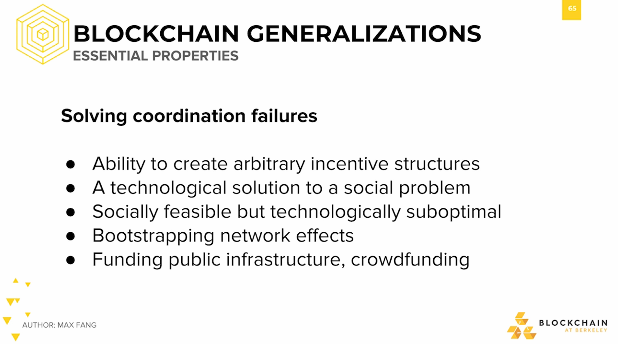 65
BLOCKCHAIN GENERALIZATIONS
ESSENTIAL PROPERTIES
Solving coordination failures
● Ability to create arbitrary incentive structures
● A technological solution to a social problem
● Socially feasible but technologically suboptimal
● Bootstrapping network effects
● Funding public infrastructure, crowdfunding
AUTHOR: MAX FANG
BLOCKCHAIN
AT BERKELEY